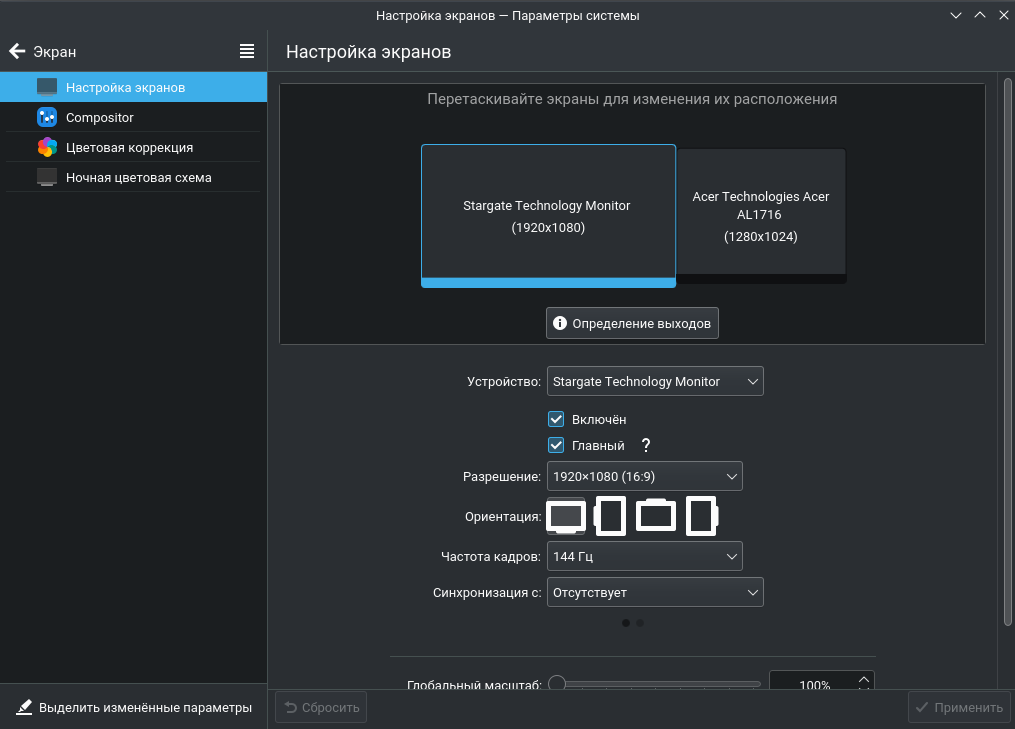 Настройка экранов — Параметры системы
Экран
Настройка экранов
Настройка экранов
Compositor
Цветовая коррекция
Ночная цветовая схема
Перетаскивайте экраны для изменения их расположения
Stargate Technology Monitor
(1920x1080)
Acer Technologies Acer
AL1716
(1280x1024)
Определение выходов
Устройство: Stargate Technology Monitor
Включён
Главный ?
Разрешение: 1920×1080 (16:9)
Ориентация:
Частота кадров: 144 Гц
Синхронизация с: Отсутствует
Глобальный масштаб: 100%
Выделить изменённые параметры
Сбросить
Применить